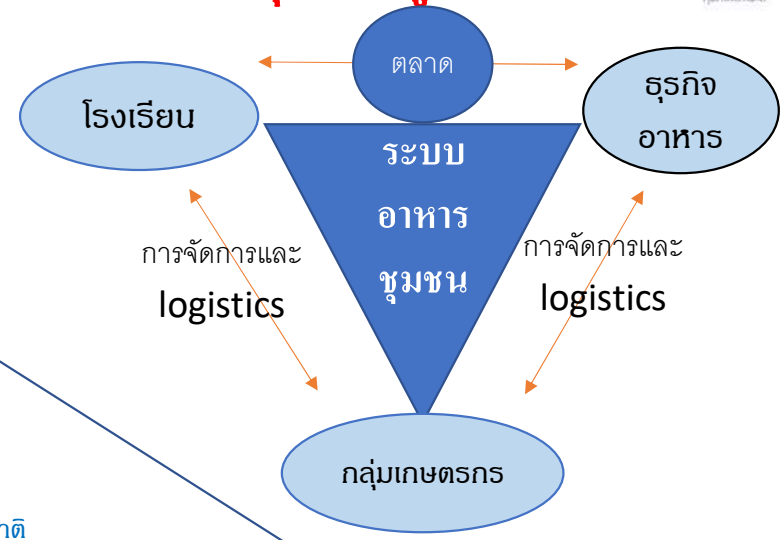 ตลาด
โรงเรียน
ธุรกิจ
อาหาร
ระบบ
อาหาร
ชุมชน
การจัดการและ
logistics
การจัดการและ
logistics
กลุ่มเกษตรกร